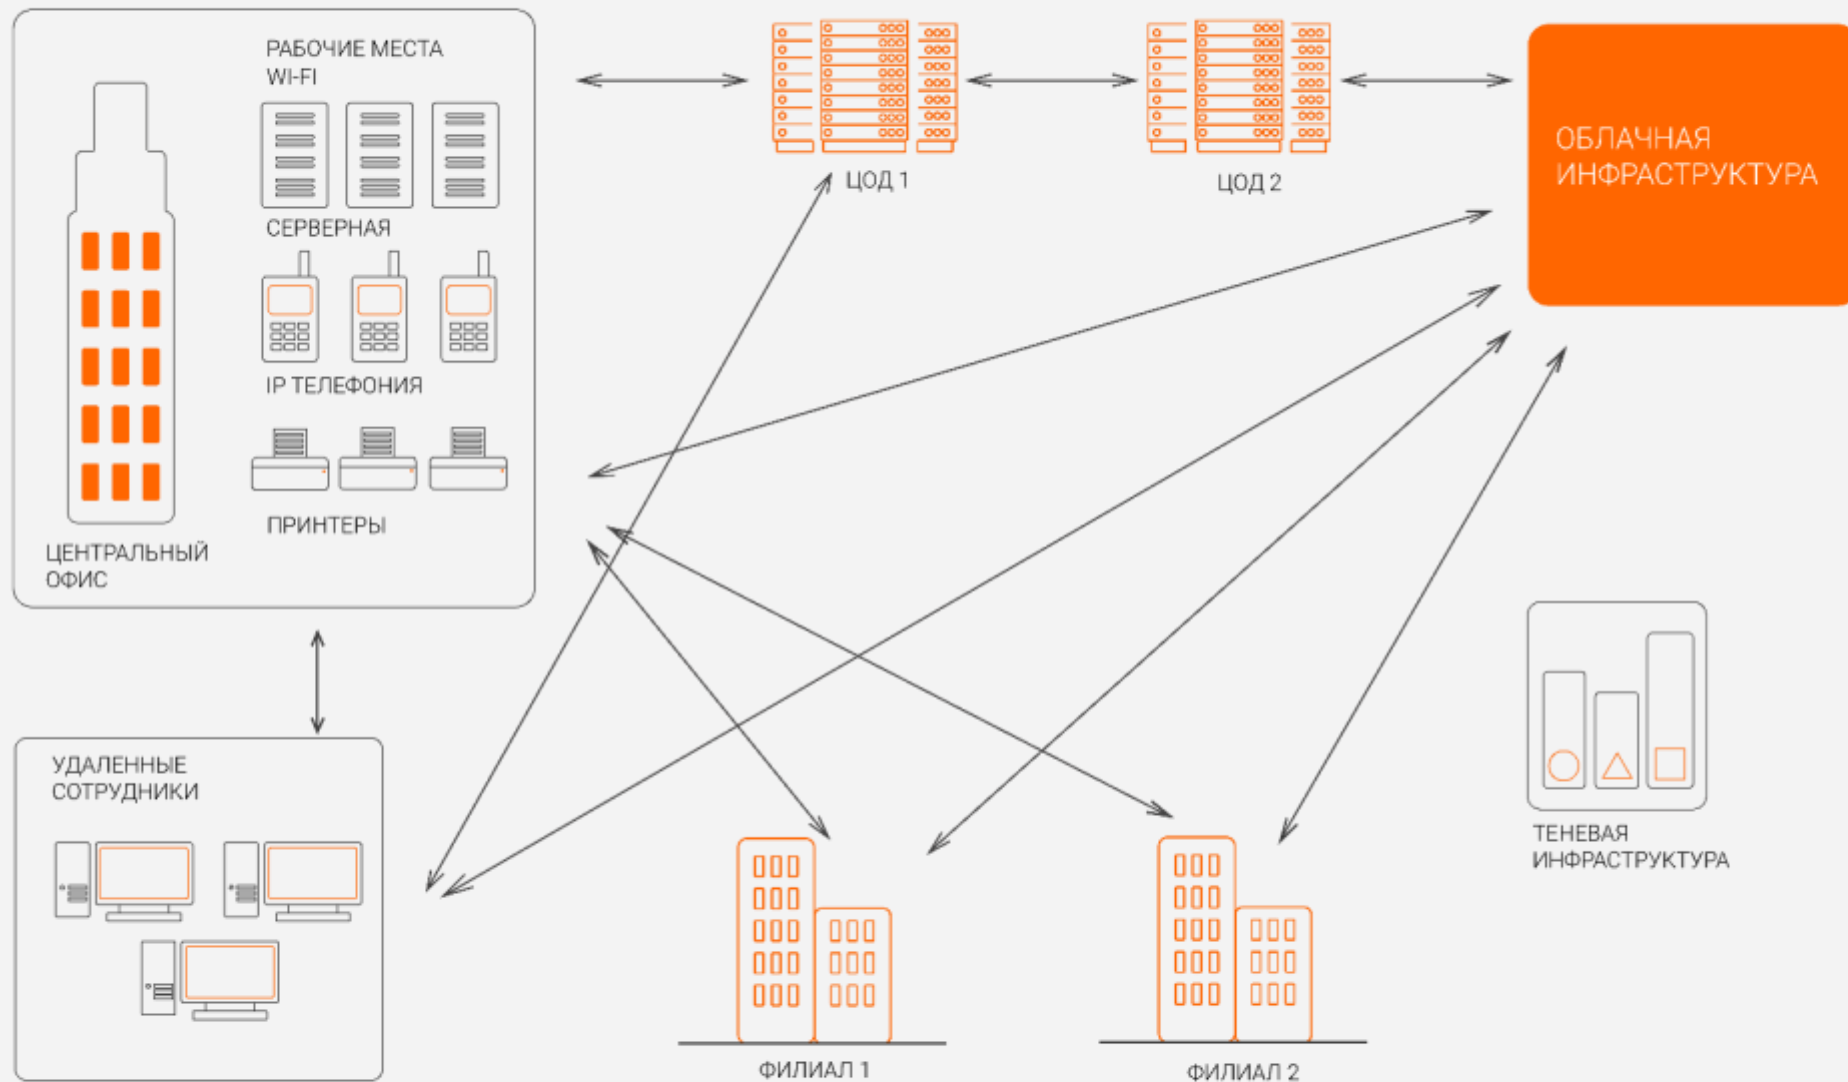 РАБОЧИЕ МЕСТА
WI-FI
СЕРВЕРНАЯ
IP ТЕЛЕФОНИЯ
ПРИНТЕРЫ
ЦЕНТРАЛЬНЫЙ
ОФИС
ЦОД 1
ЦОД 2
ОБЛАЧНАЯ
ИНФРАСТРУКТУРА
УДАЛЕННЫЕ
СОТРУДНИКИ
ФИЛИАЛ 1
ФИЛИАЛ 2
ТЕНЕВАЯ
ИНФРАСТРУКТУРА